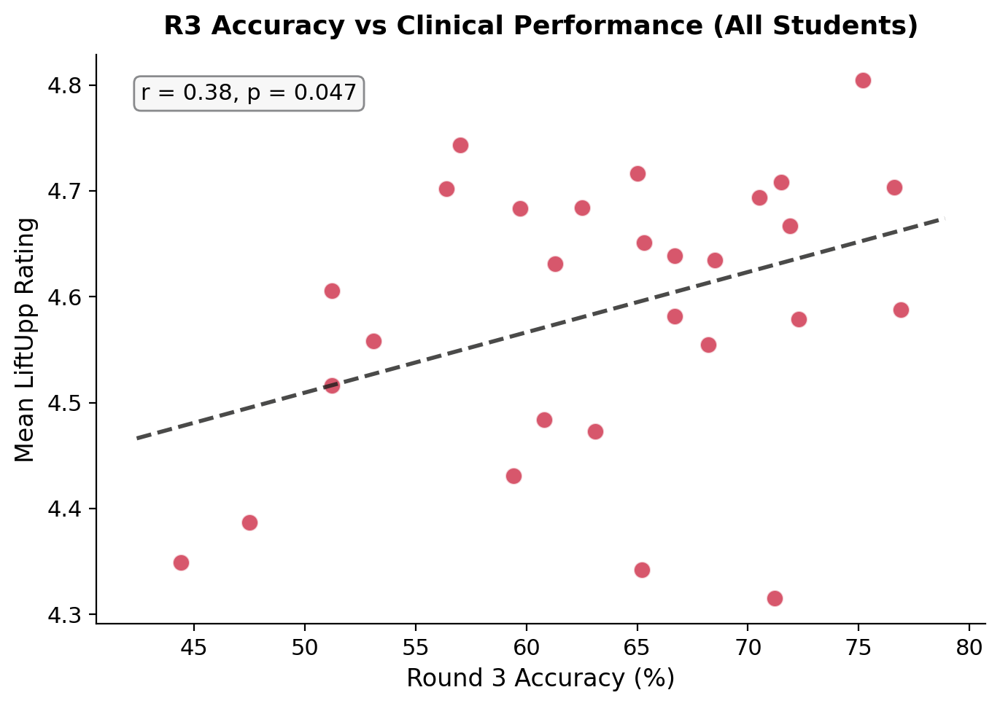 R3 Accuracy vs Clinical Performance (All Students)
r = 0.38, p = 0.047
Mean LiftUpp Rating
4.8
4.7
4.6
4.5
4.4
4.3
45 50 55 60 65 70 75 80
Round 3 Accuracy (%)